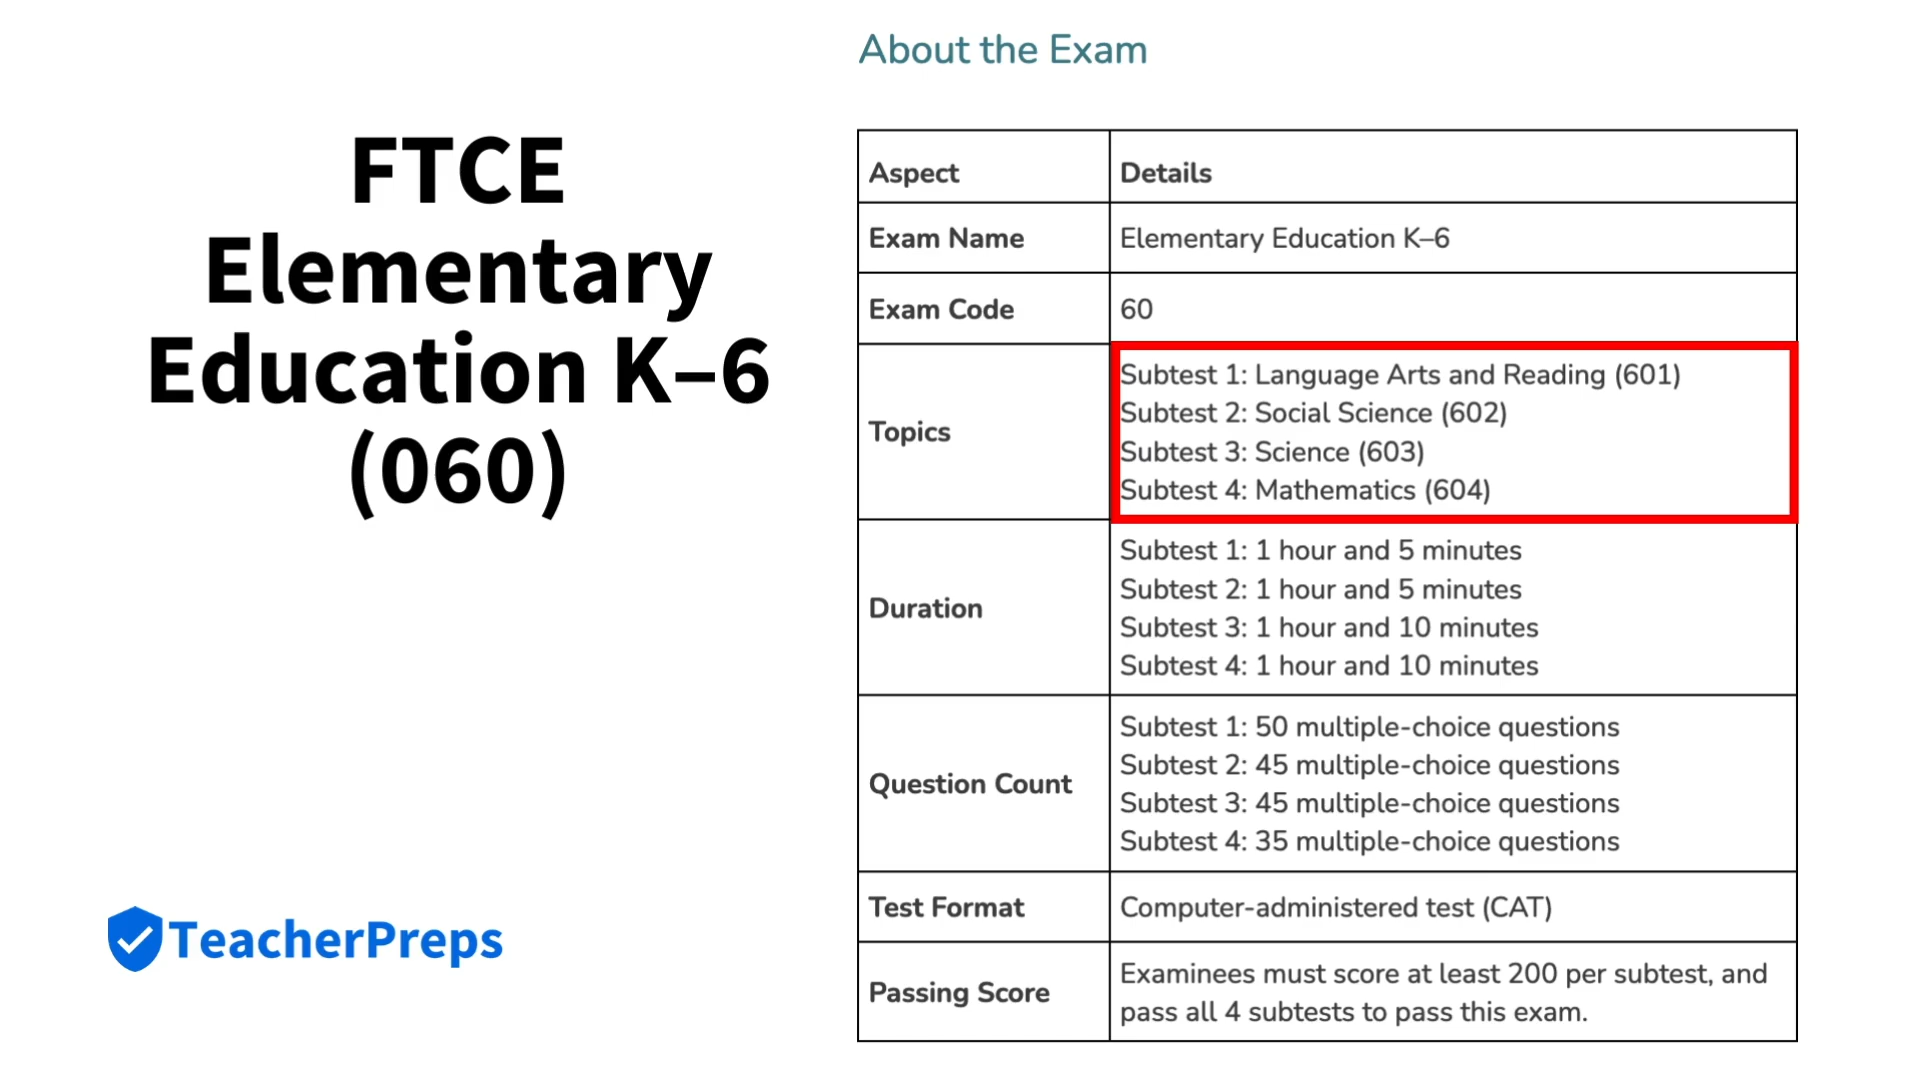 FTCE
Elementary
Education K–6
(060)
TeacherPreps
About the Exam
Aspect
Details
Exam Name
Elementary Education K–6
Exam Code
60
Topics
Subtest 1: Language Arts and Reading (601)
Subtest 2: Social Science (602)
Subtest 3: Science (603)
Subtest 4: Mathematics (604)
Duration
Subtest 1: 1 hour and 5 minutes
Subtest 2: 1 hour and 5 minutes
Subtest 3: 1 hour and 10 minutes
Subtest 4: 1 hour and 10 minutes
Question Count
Subtest 1: 50 multiple-choice questions
Subtest 2: 45 multiple-choice questions
Subtest 3: 45 multiple-choice questions
Subtest 4: 35 multiple-choice questions
Test Format
Computer-administered test (CAT)
Passing Score
Examinees must score at least 200 per subtest, and
pass all 4 subtests to pass this exam.